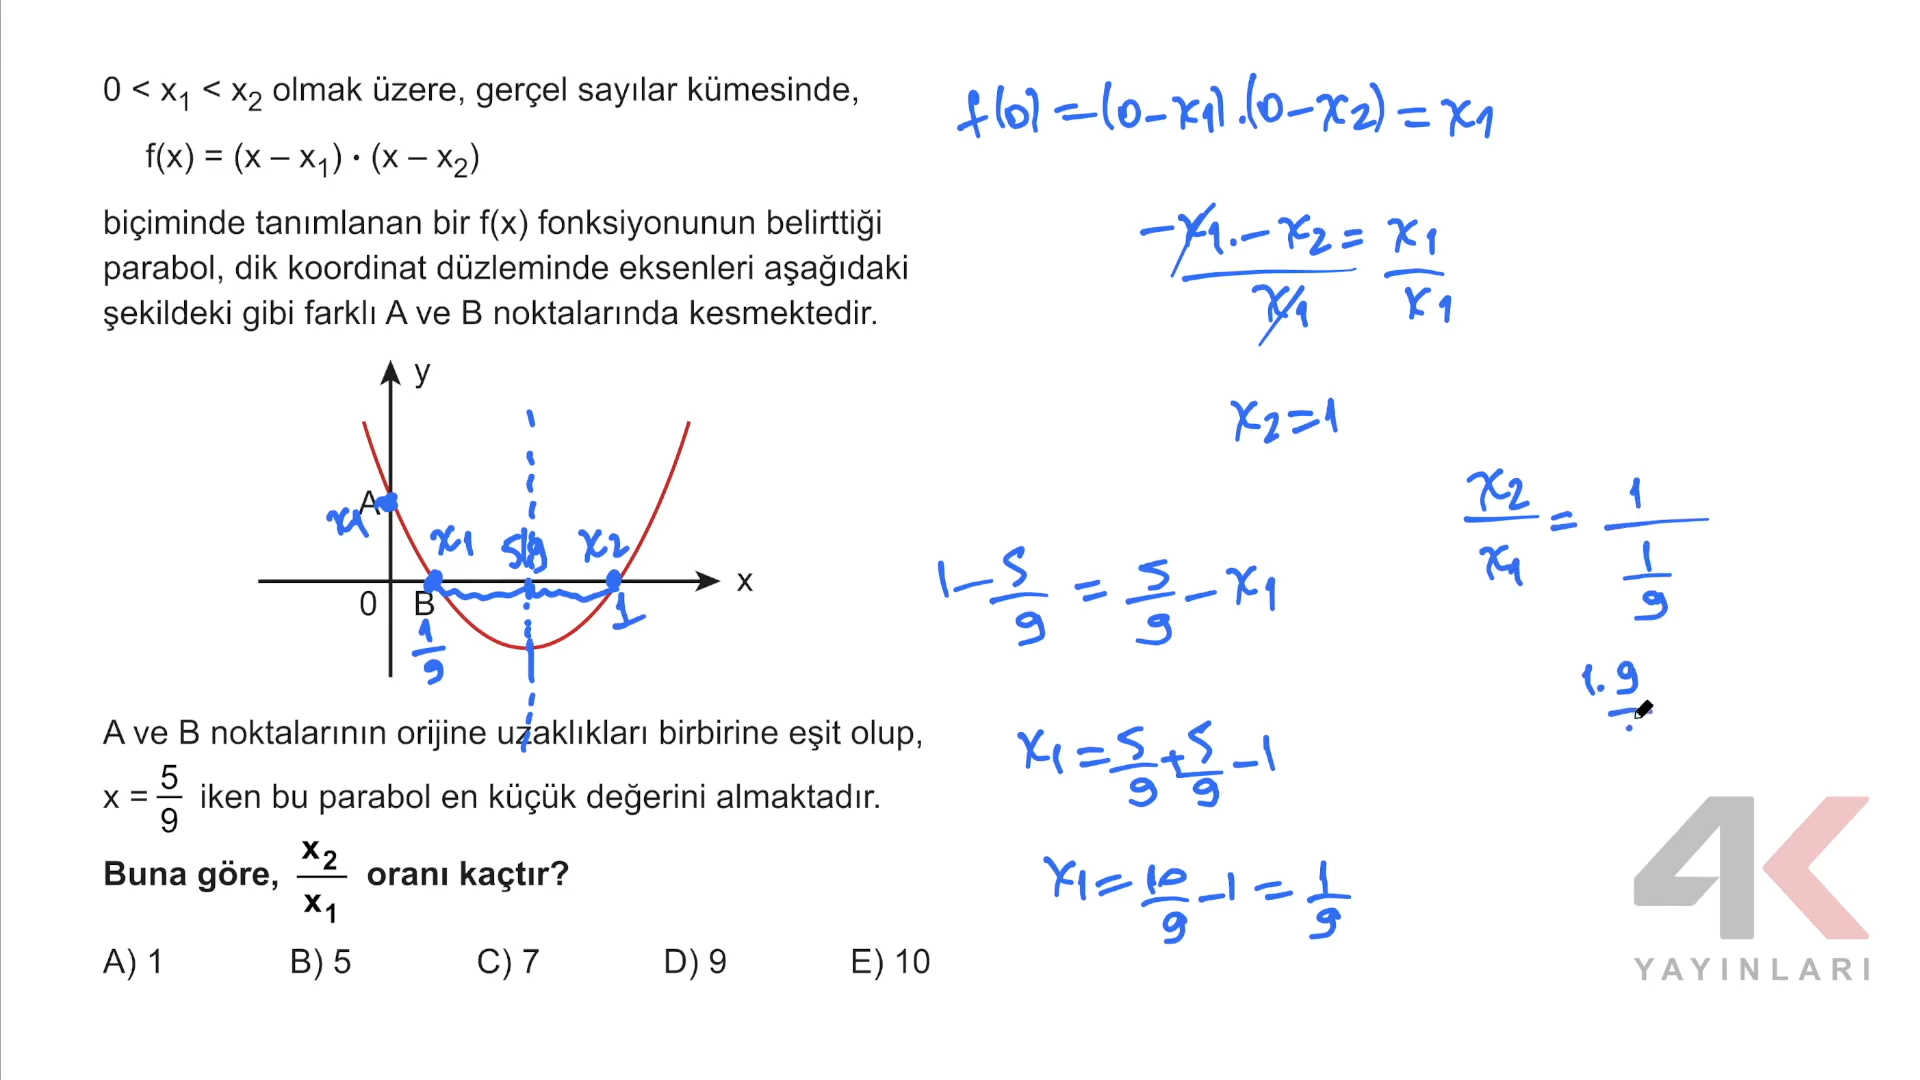 0 < x₁ < x₂ olmak üzere, gerçel sayılar kümesinde,
f(x) = (x – x₁) · (x – x₂)
biçiminde tanımlanan bir f(x) fonksiyonunun belirttiği
parabol, dik koordinat düzleminde eksenleri aşağıdaki
şekildeki gibi farklı A ve B noktalarında kesmektedir.
y
A
x1
x1
5/9
x2
x
0
B
1
1/9
A ve B noktalarının orijine uzaklıkları birbirine eşit olup,
x = 5/9 iken bu parabol en küçük değerini almaktadır.
Buna göre, x₂/x₁ oranı kaçtır?
A) 1 B) 5 C) 7 D) 9 E) 10
f(0) = (0-x1).(0-x2) = x1
-x1.-x2/x1 = x1/x1
x2=1
1-5/9 = 5/9-x1
x1=5/9+5/9-1
x1=10/9-1=1/9
x2/x1 = 1/(1/9)
1.9
4K
YAYINLARI